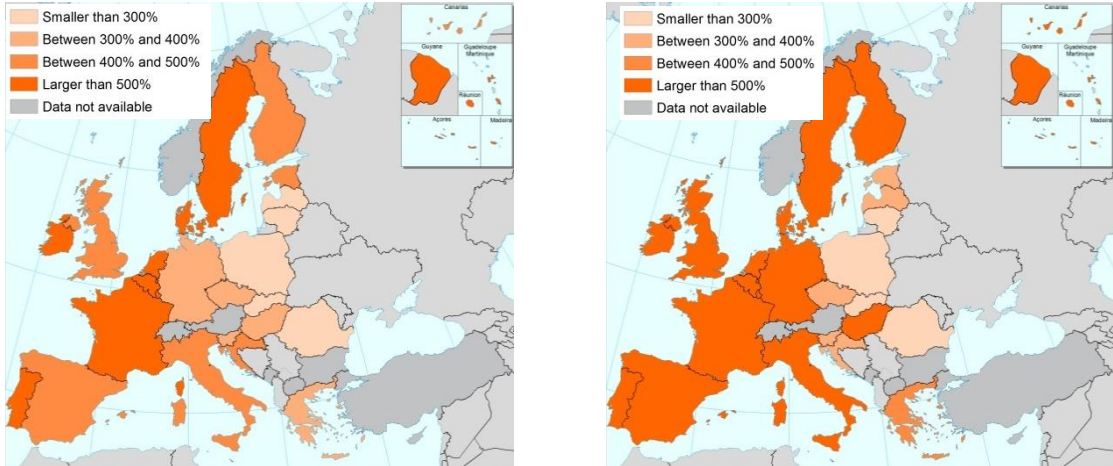 Smaller than 300%
Between 300% and 400%
Between 400% and 500%
Larger than 500%
Data not available
Canarias
Guyane
Guadeloupe
Martinique
Réunion
Açores
Madeira
Smaller than 300%
Between 300% and 400%
Between 400% and 500%
Larger than 500%
Data not available
Canarias
Guyane
Guadeloupe
Martinique
Réunion
Açores
Madeira